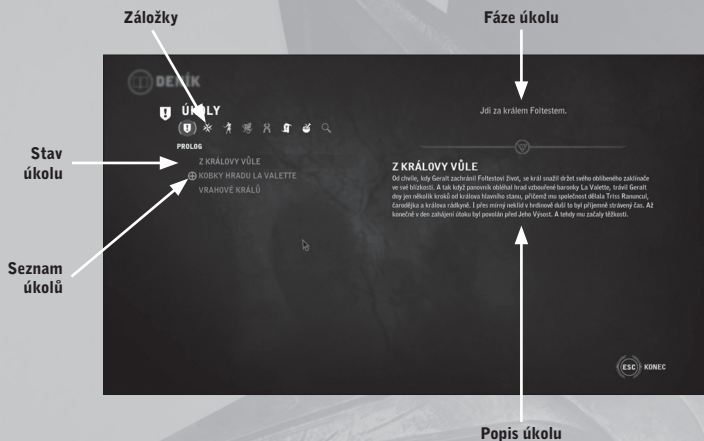 Záložky
Fáze úkolu
DENÍK
ÚKOLY
Jdi za králem Foltestem.
PROLOG
Stav
úkolu
Z KRÁLOVY VŮLE
KOBKY HRADU LA VALETTE
VRAHOVÉ KRÁLŮ
Seznam
úkolů
Z KRÁLOVY VŮLE
Od chvíle, kdy Geralt zachránil Foltestovi život, se král snažil držet svého oblíbeného zaklínače
ve své blízkosti. A tak když panovník obléhal hrad vzbouřené baronky La Valette, trávil Geralt
dny jen několik kroků od králova hlavního stanu, přičemž mu společnost dělala Triss Ranuncul,
čarodějka a králova rádkyně. I přes mírný neklid v hrdinově duši to byl příjemně strávený čas. Až
konečně v den zahájení útoku byl povolán před Jeho Výsost. A tehdy mu začaly těžkosti.
ESC KONEC
Popis úkolu